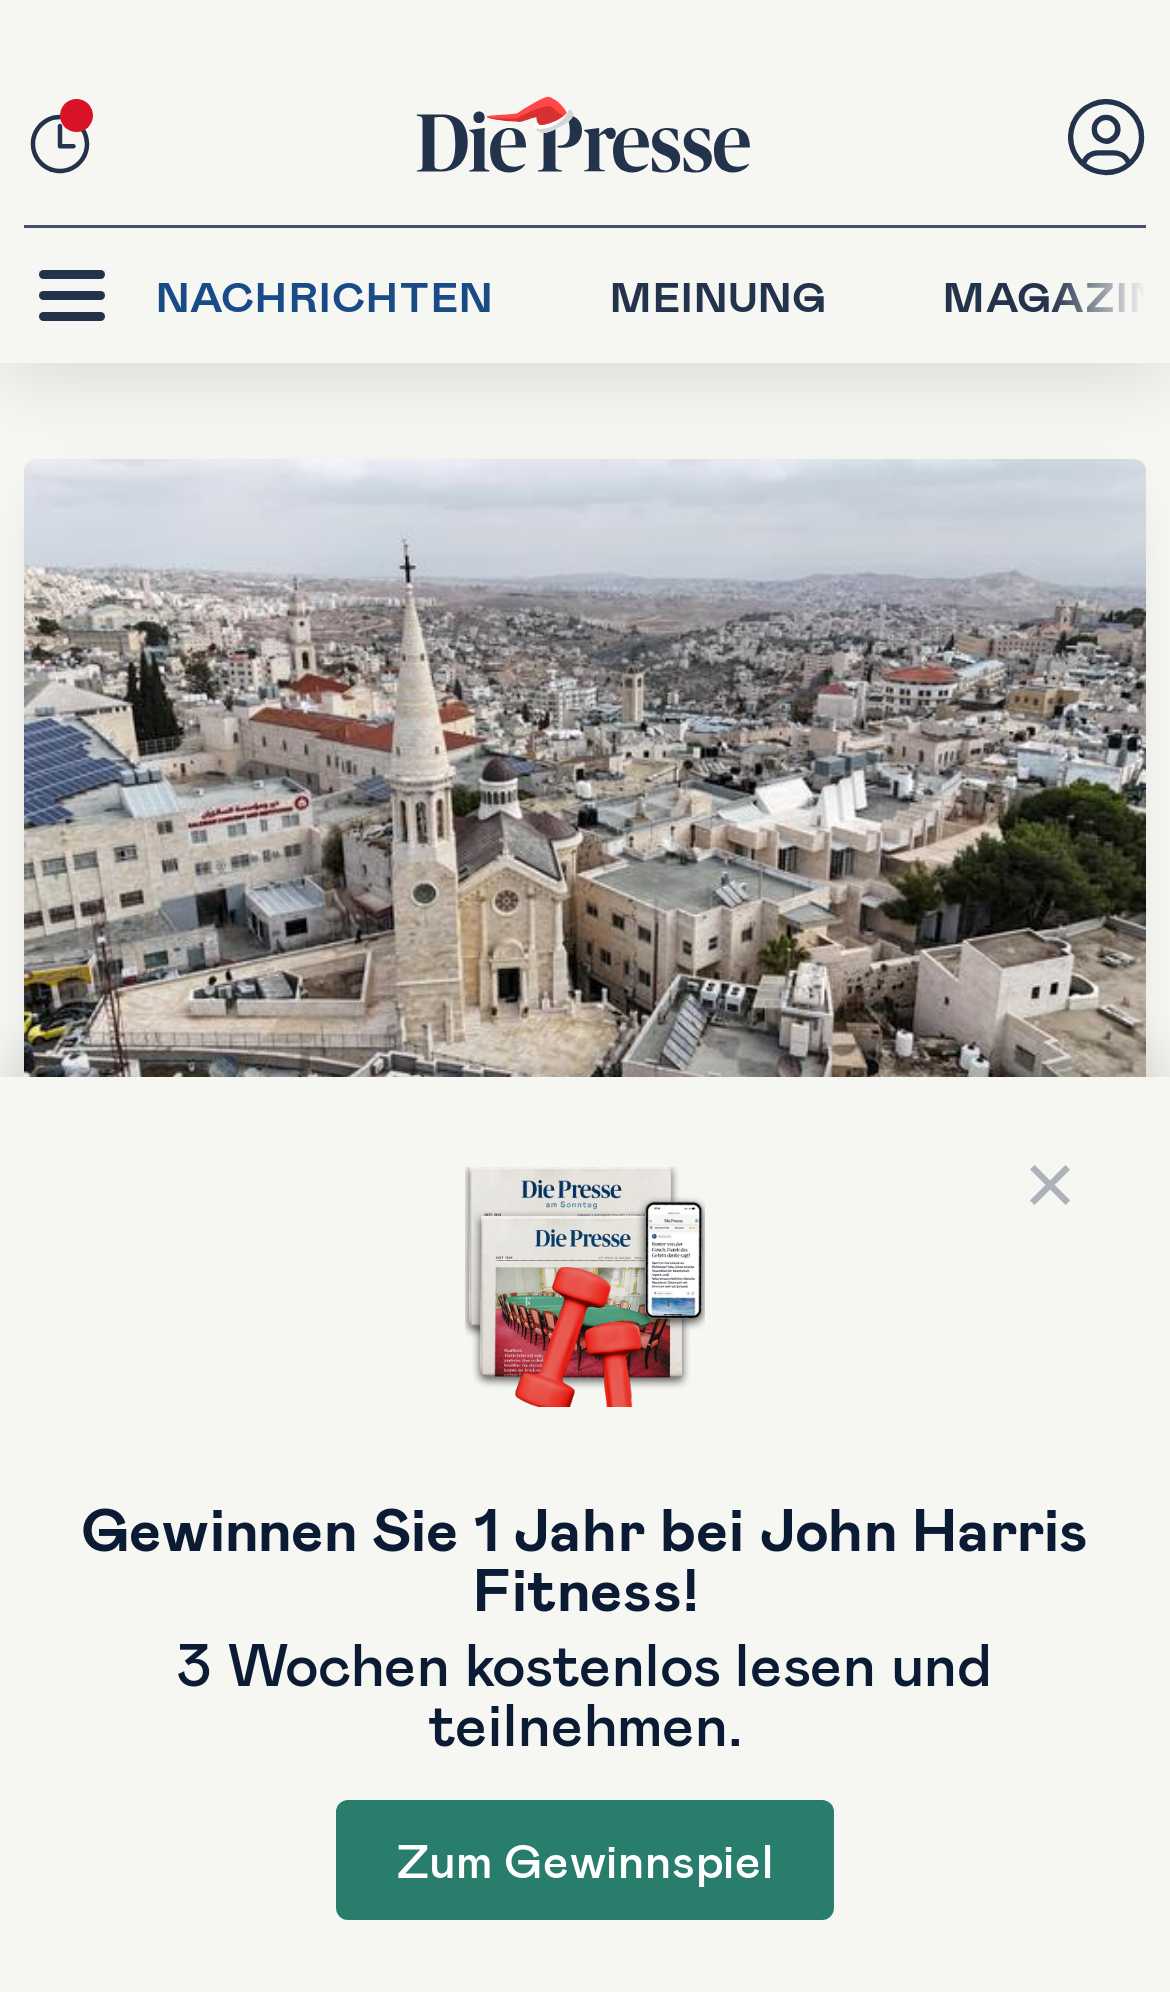 Die Presse
NACHRICHTEN MEINUNG MAGAZIN
Die Presse
am Sonntag
Die Presse
Gewinnen Sie 1 Jahr bei John Harris
Fitness!
3 Wochen kostenlos lesen und
teilnehmen.
Zum Gewinnspiel